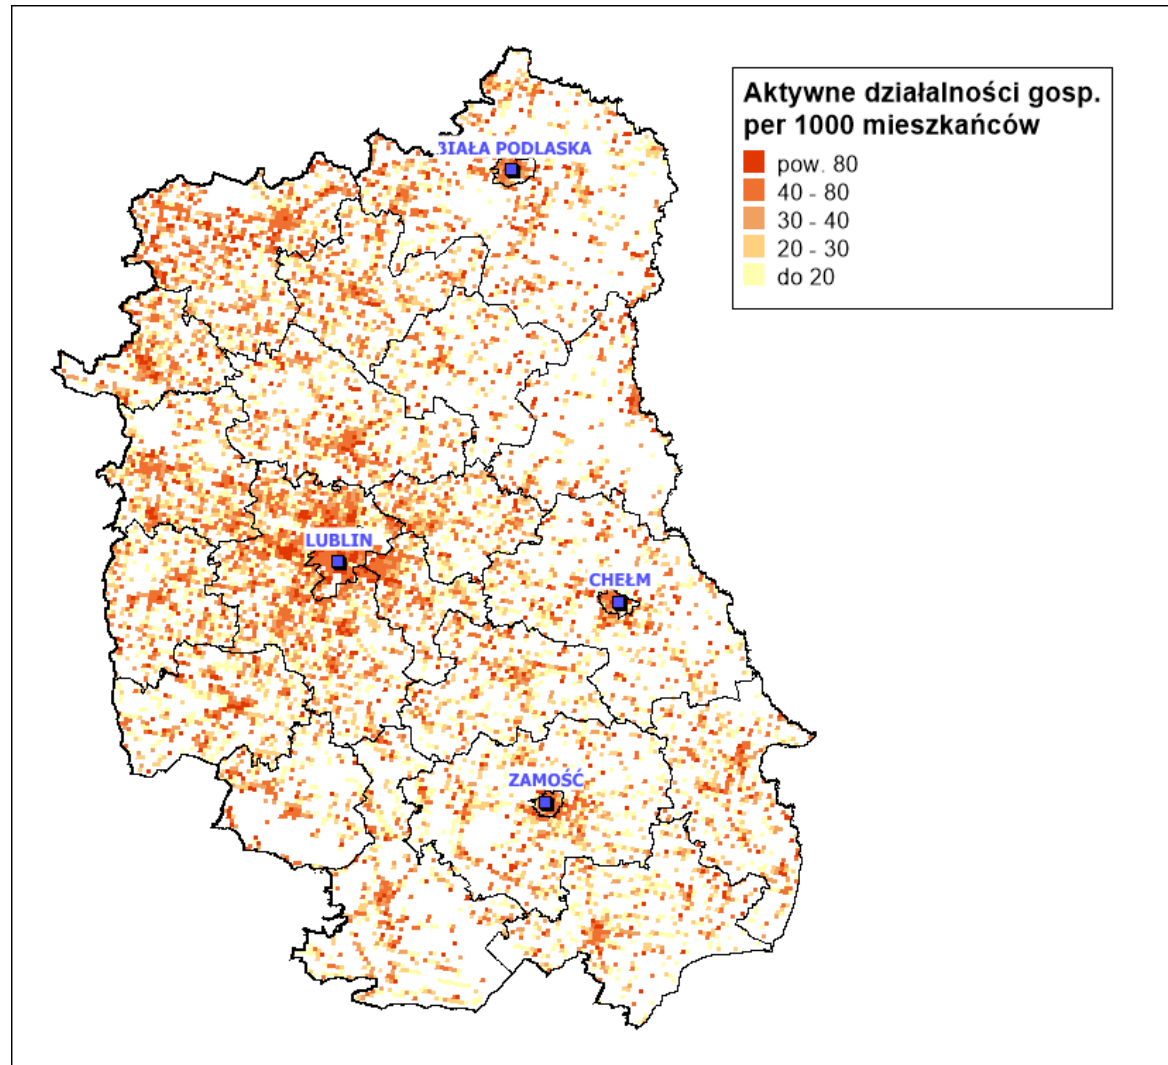 Aktywne działalności gosp.
per 1000 mieszkańców
pow. 80
40 - 80
30 - 40
20 - 30
do 20
BIAŁA PODLASKA
LUBLIN
CHEŁM
ZAMOŚĆ